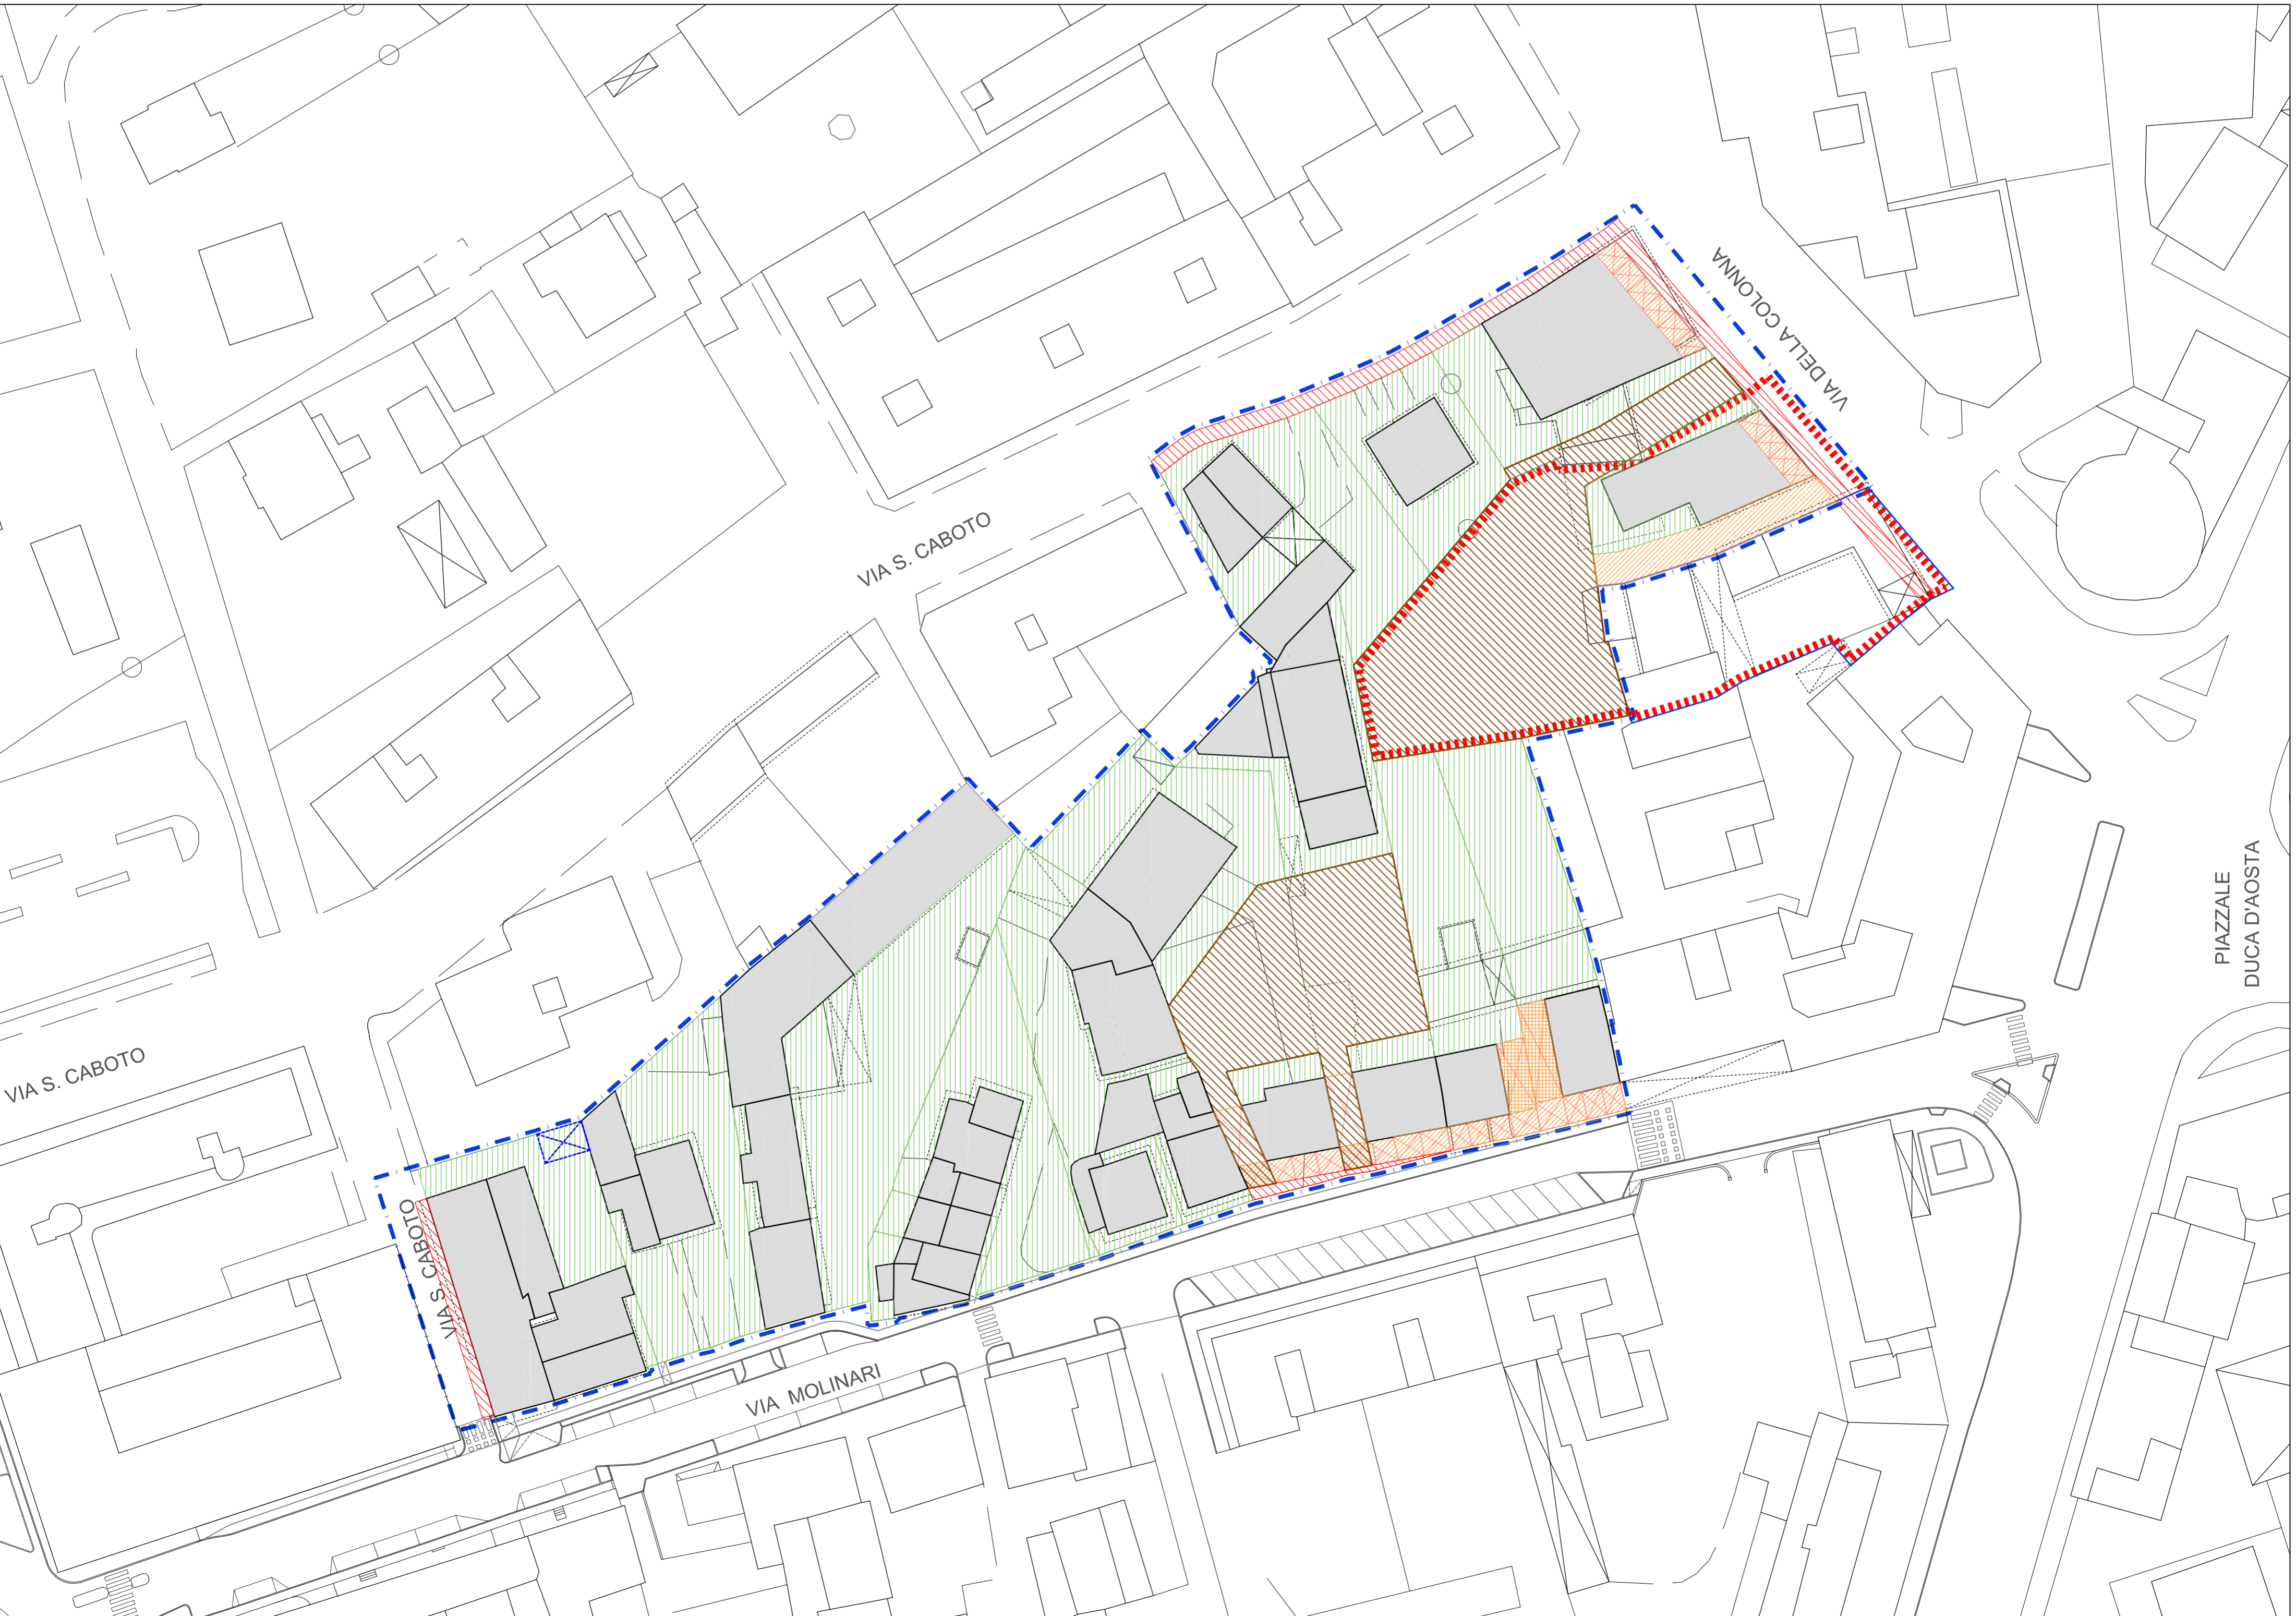 VIA DELLA COLONNA
VIA S. CABOTO
PIAZZALE
DUCA D'AOSTA
VIA S. CABOTO
VIA S. CABOTO
VIA MOLINARI